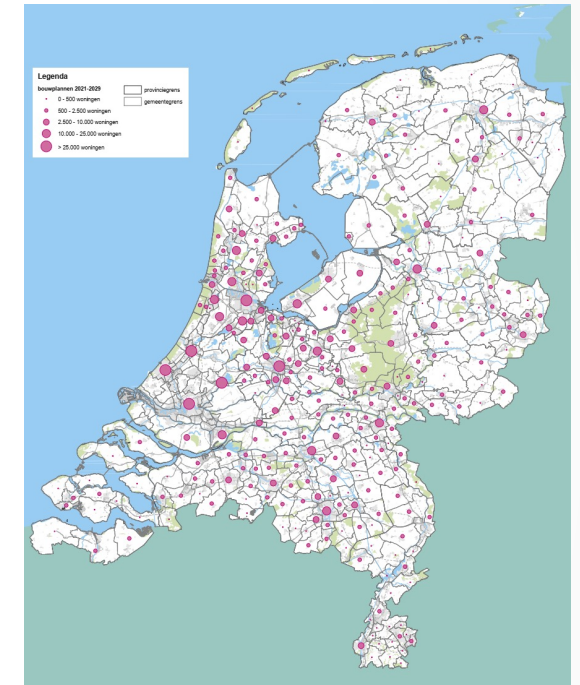 Legenda
bouwplannen 2021-2029
0 - 500 woningen
500 - 2.500 woningen
2.500 - 10.000 woningen
10.000 - 25.000 woningen
> 25.000 woningen
provinciegrens
gemeentegrens